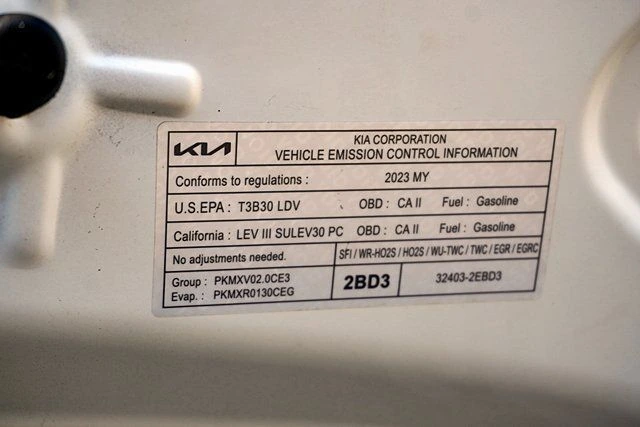 KIA
KIA CORPORATION
VEHICLE EMISSION CONTROL INFORMATION
Conforms to regulations : 2023 MY
U.S.EPA : T3B30 LDV OBD : CA II Fuel : Gasoline
California : LEV III SULEV30 PC OBD : CA II Fuel : Gasoline
No adjustments needed. SFI / WR-HO2S / HO2S / WU-TWC / TWC / EGR / EGRC
Group : PKMXV02.0CE3
Evap. : PKMXR0130CEG
2BD3
32403-2EBD3